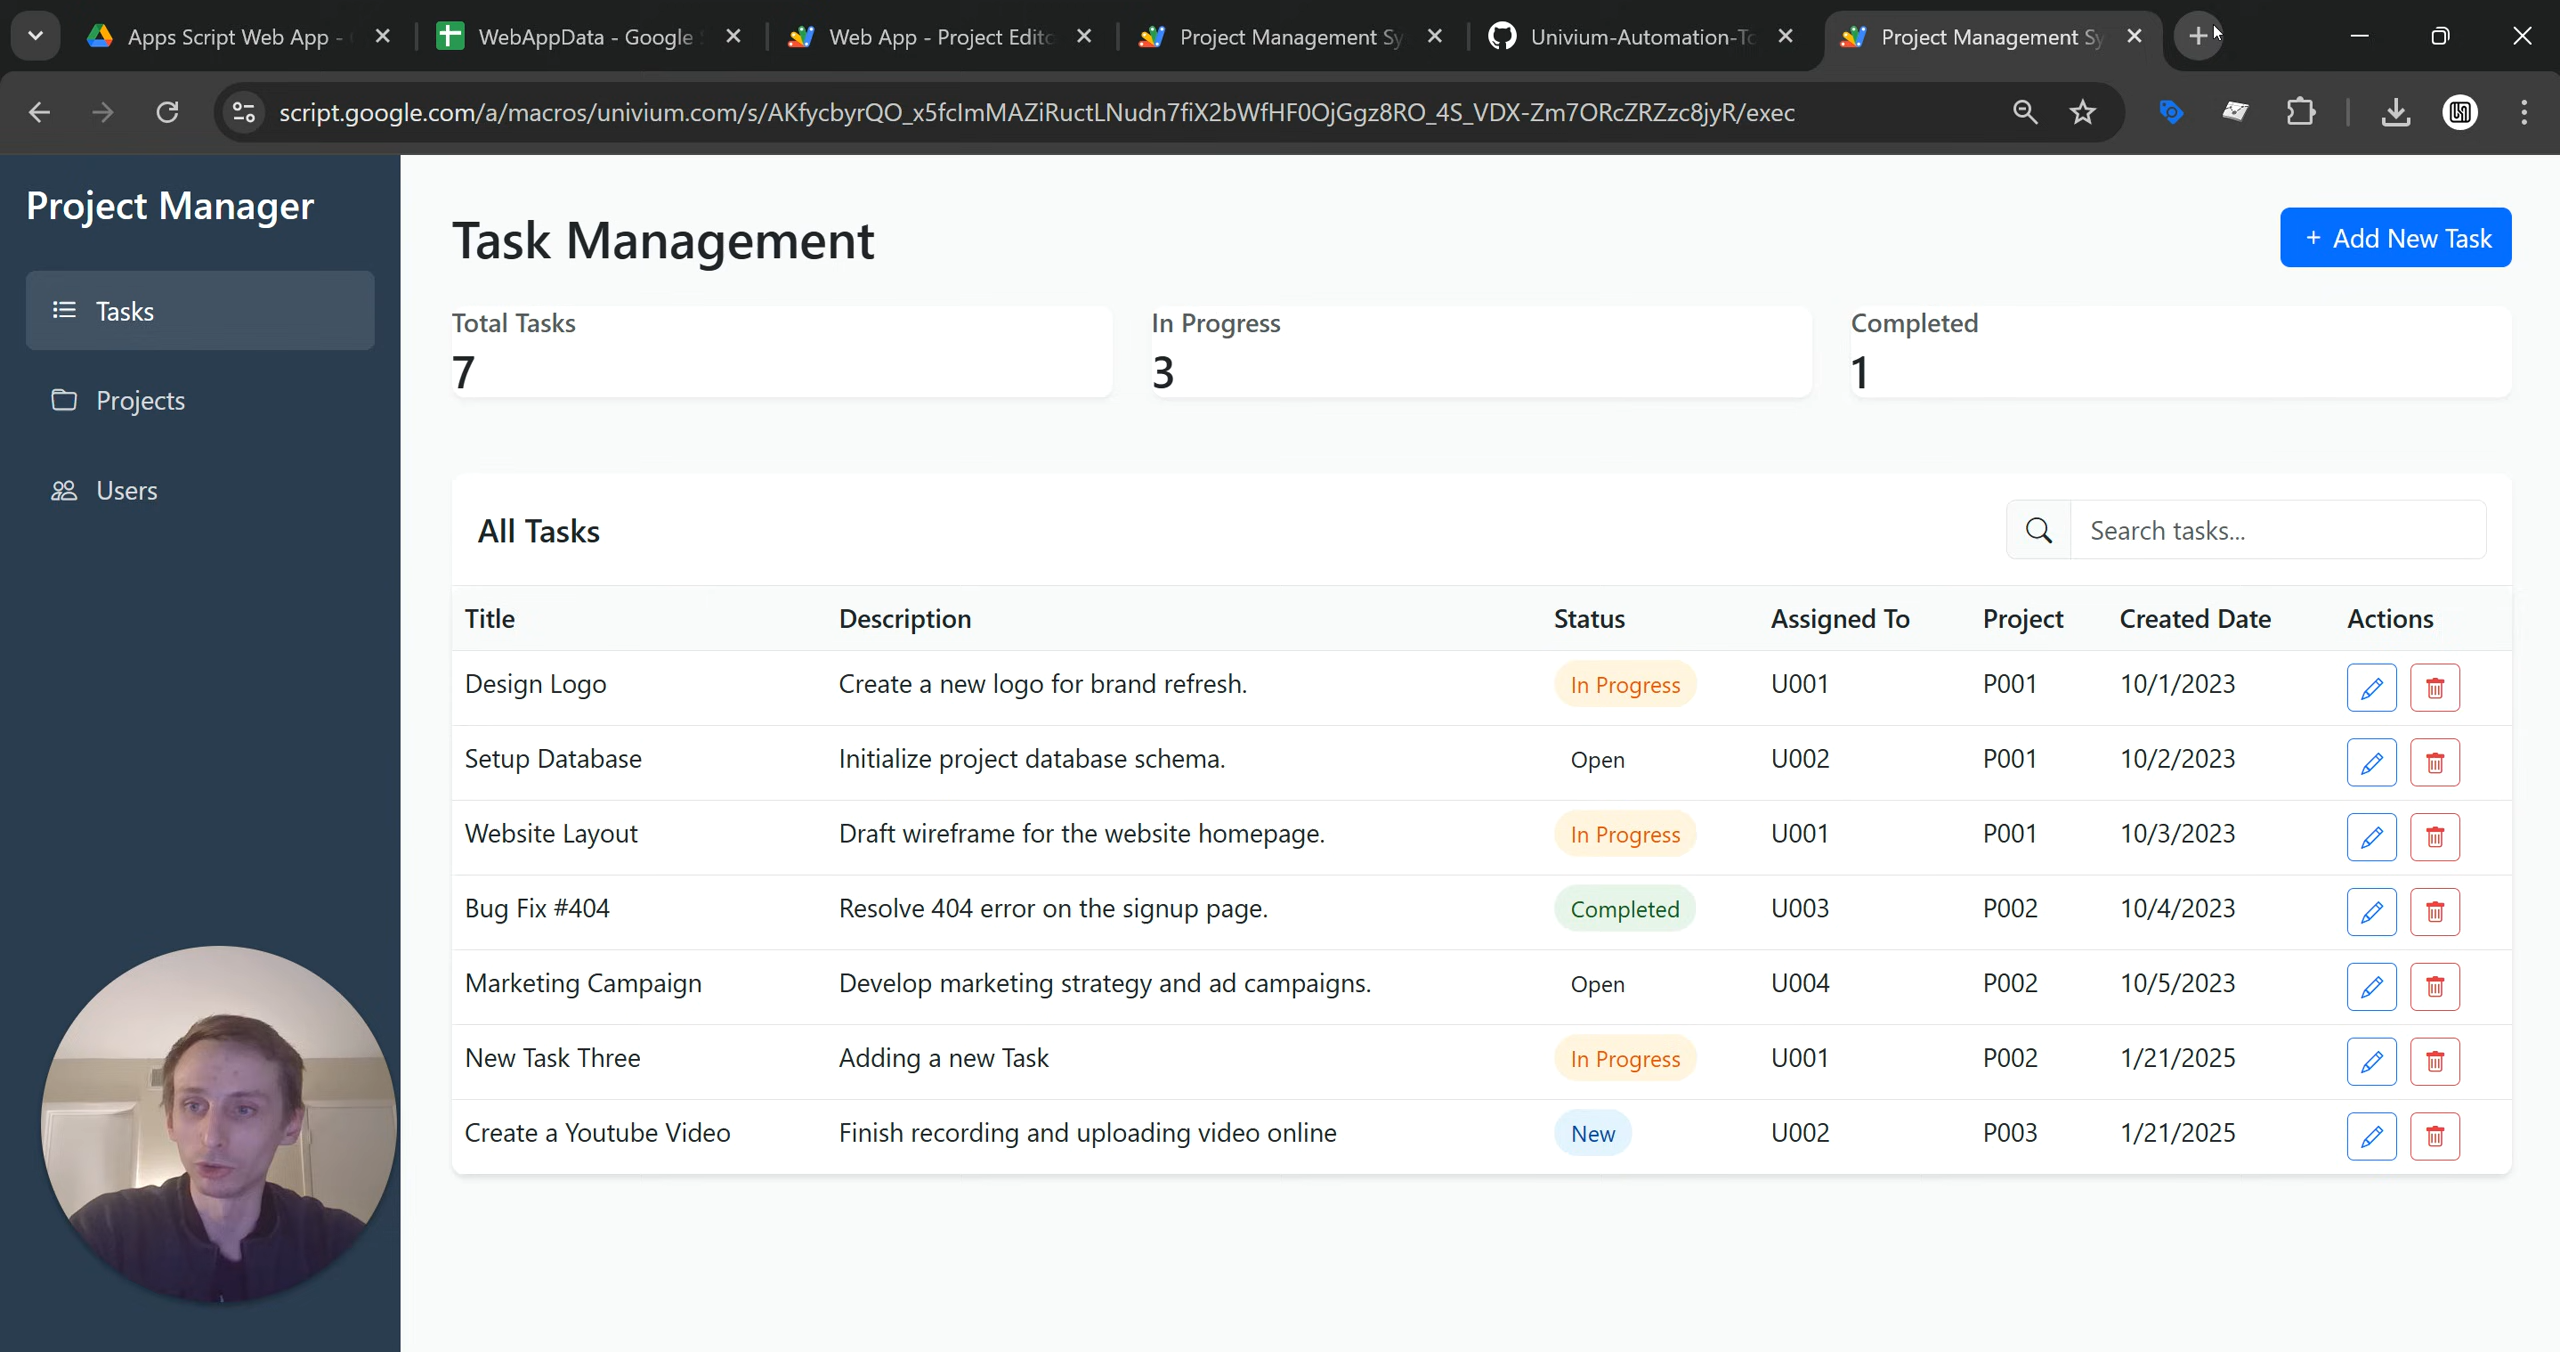 Apps Script Web App -
WebAppData - Google
Web App - Project Edito
Project Management Sy
Univium-Automation-To
Project Management Sy
script.google.com/a/macros/univium.com/s/AKfycbyrQO_x5fclmMAZiRuctLNudn7fiX2bWfHF0OjGgz8RO_4S_VDX-Zm7ORcZRZzc8jyR/exec
Project Manager
Tasks
Projects
Users
Task Management
+ Add New Task
Total Tasks
7
In Progress
3
Completed
1
All Tasks
Search tasks...
Title Description Status Assigned To Project Created Date Actions
Design Logo Create a new logo for brand refresh. In Progress U001 P001 10/1/2023
Setup Database Initialize project database schema. Open U002 P001 10/2/2023
Website Layout Draft wireframe for the website homepage. In Progress U001 P001 10/3/2023
Bug Fix #404 Resolve 404 error on the signup page. Completed U003 P002 10/4/2023
Marketing Campaign Develop marketing strategy and ad campaigns. Open U004 P002 10/5/2023
New Task Three Adding a new Task In Progress U001 P002 1/21/2025
Create a Youtube Video Finish recording and uploading video online New U002 P003 1/21/2025